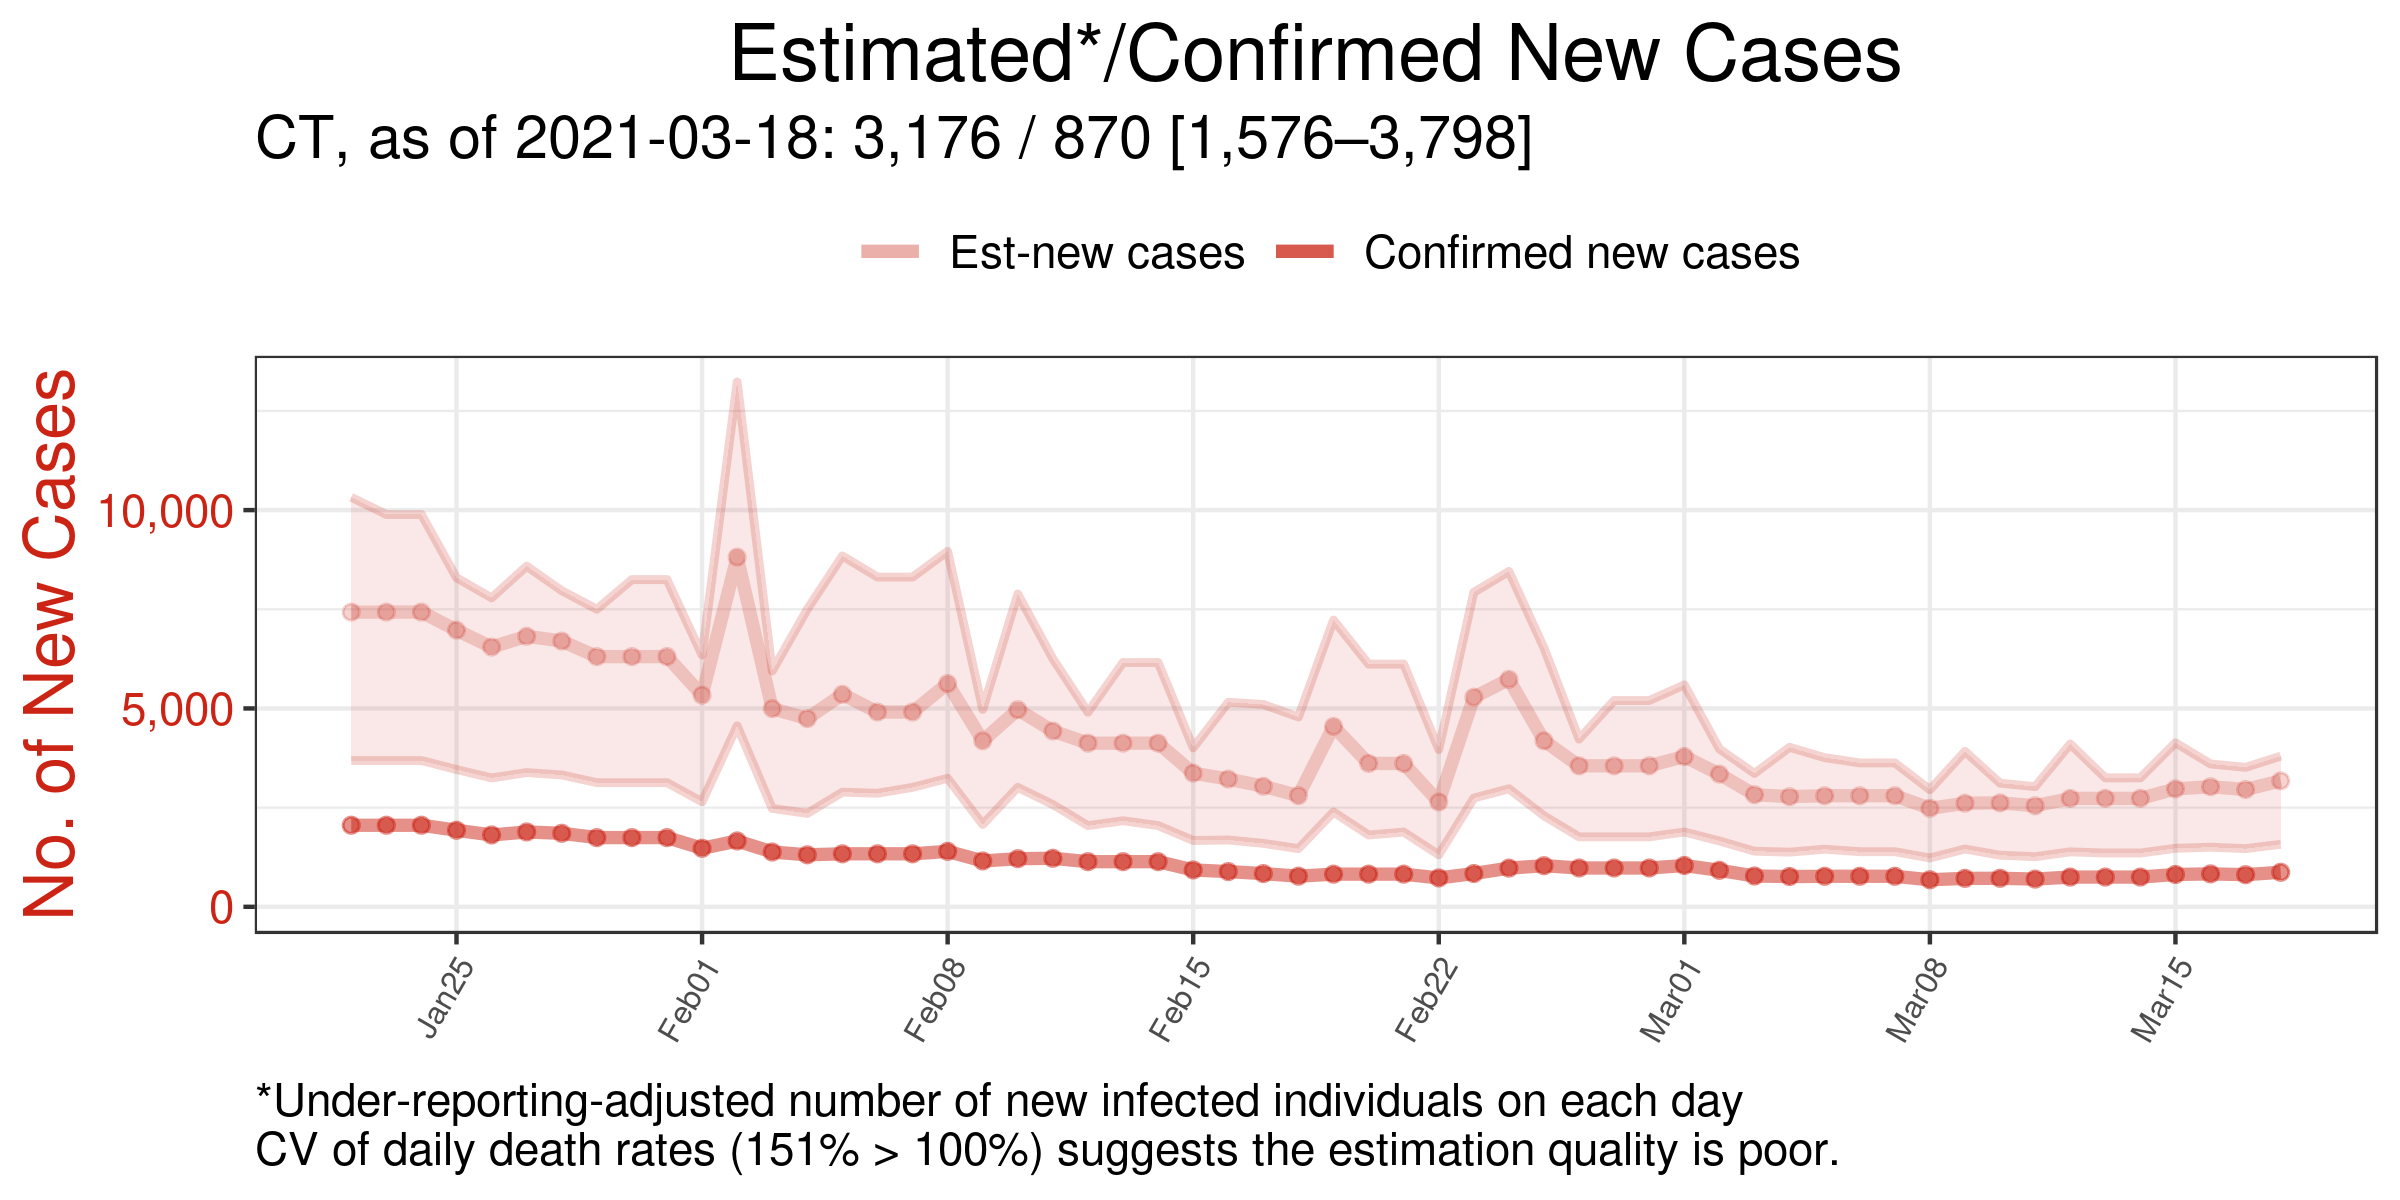 Estimated*/Confirmed New Cases
CT, as of 2021-03-18: 3,176 / 870 [1,576–3,798]
Est-new cases
Confirmed new cases
No. of New Cases
10,000
5,000
0
Jan25
Feb01
Feb08
Feb15
Feb22
Mar01
Mar08
Mar15
*Under-reporting-adjusted number of new infected individuals on each day
CV of daily death rates (151% > 100%) suggests the estimation quality is poor.